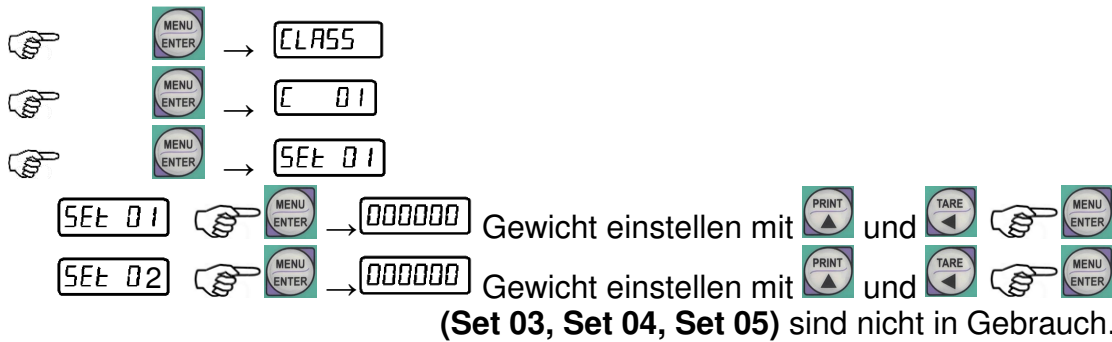 MENU ENTER → CLASS
MENU ENTER → C 01
MENU ENTER → SEt 01
SEt 01 MENU ENTER → 000000 Gewicht einstellen mit PRINT ▲ und TARE ◀ MENU ENTER
SEt 02 MENU ENTER → 000000 Gewicht einstellen mit PRINT ▲ und TARE ◀ MENU ENTER
(Set 03, Set 04, Set 05) sind nicht in Gebrauch.